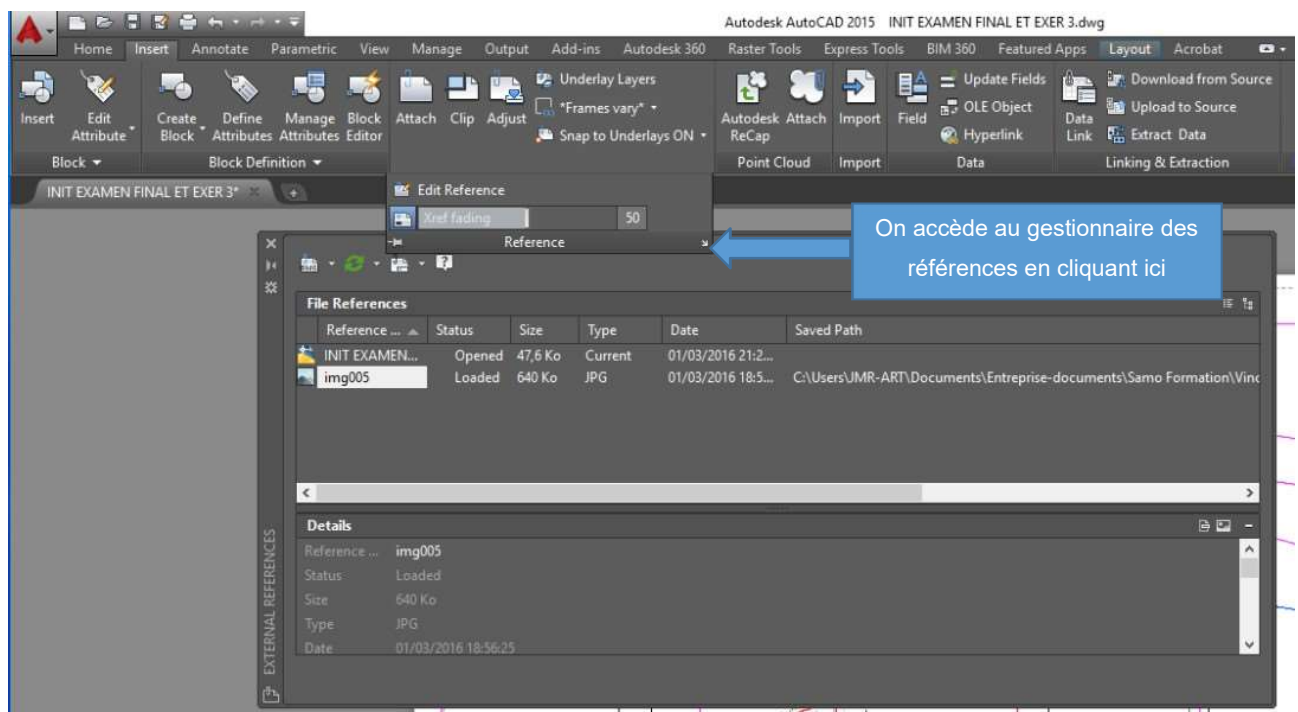 Autodesk AutoCAD 2015 INIT EXAMEN FINAL ET EXER 3.dwg
Home Insert Annotate Parametric View Manage Output Add-ins Autodesk 360 Raster Tools Express Tools BIM 360 Featured Apps Layout Acrobat
Insert
Edit
Attribute
Create
Block
Define
Attributes
Manage
Attributes
Block
Editor
Attach
Clip
Adjust
Underlay Layers
*Frames vary*
Snap to Underlays ON
Autodesk
ReCap
Attach
Import
Field
Update Fields
OLE Object
Hyperlink
Data
Link
Download from Source
Upload to Source
Extract Data
Block
Block Definition
Point Cloud
Import
Data
Linking & Extraction
INIT EXAMEN FINAL ET EXER 3*
Edit Reference
Xref fading 50
Reference
On accède au gestionnaire des
références en cliquant ici
File References
Reference ... Status Size Type Date Saved Path
INIT EXAMEN... Opened 47,6 Ko Current 01/03/2016 21:2...
img005 Loaded 640 Ko JPG 01/03/2016 18:5... C:\Users\JMR-ART\Documents\Entreprise-documents\Samo Formation\Vinc
Details
Reference ... img005
Status Loaded
Size 640 Ko
Type JPG
Date 01/03/2016 18:56:25
EXTERNAL REFERENCES